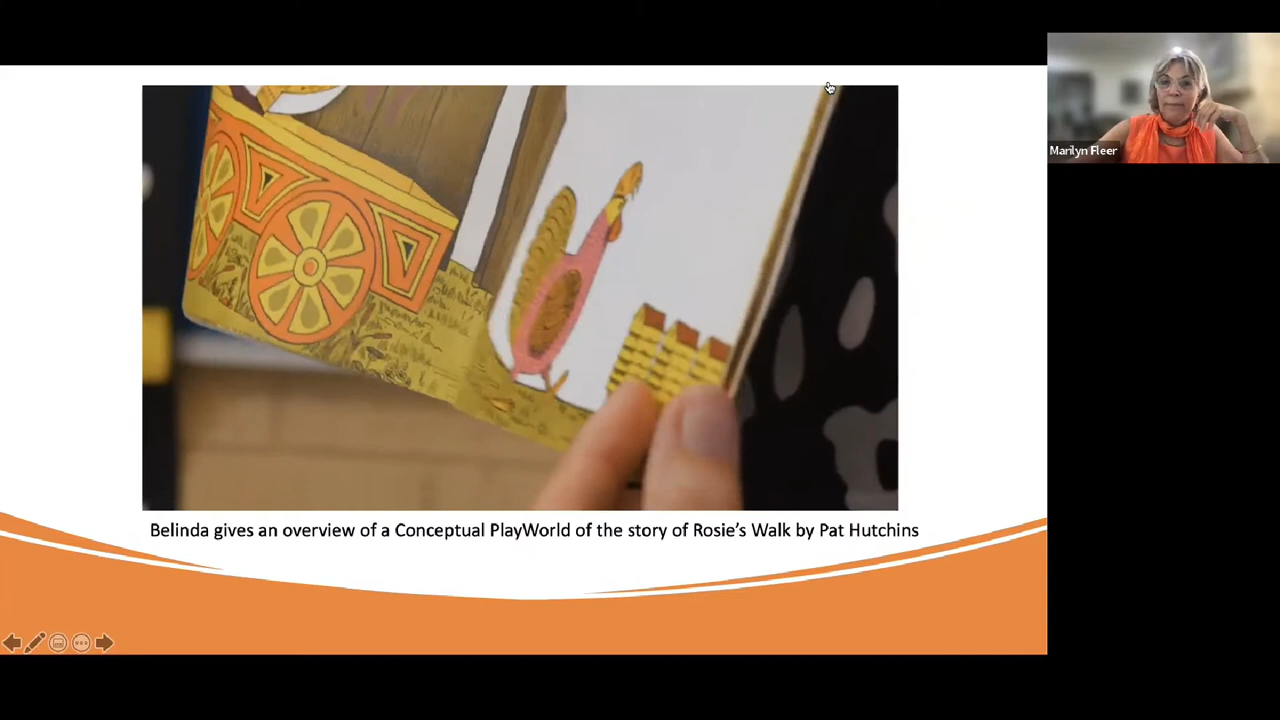 Marilyn Fleer
Belinda gives an overview of a Conceptual PlayWorld of the story of Rosie's Walk by Pat Hutchins